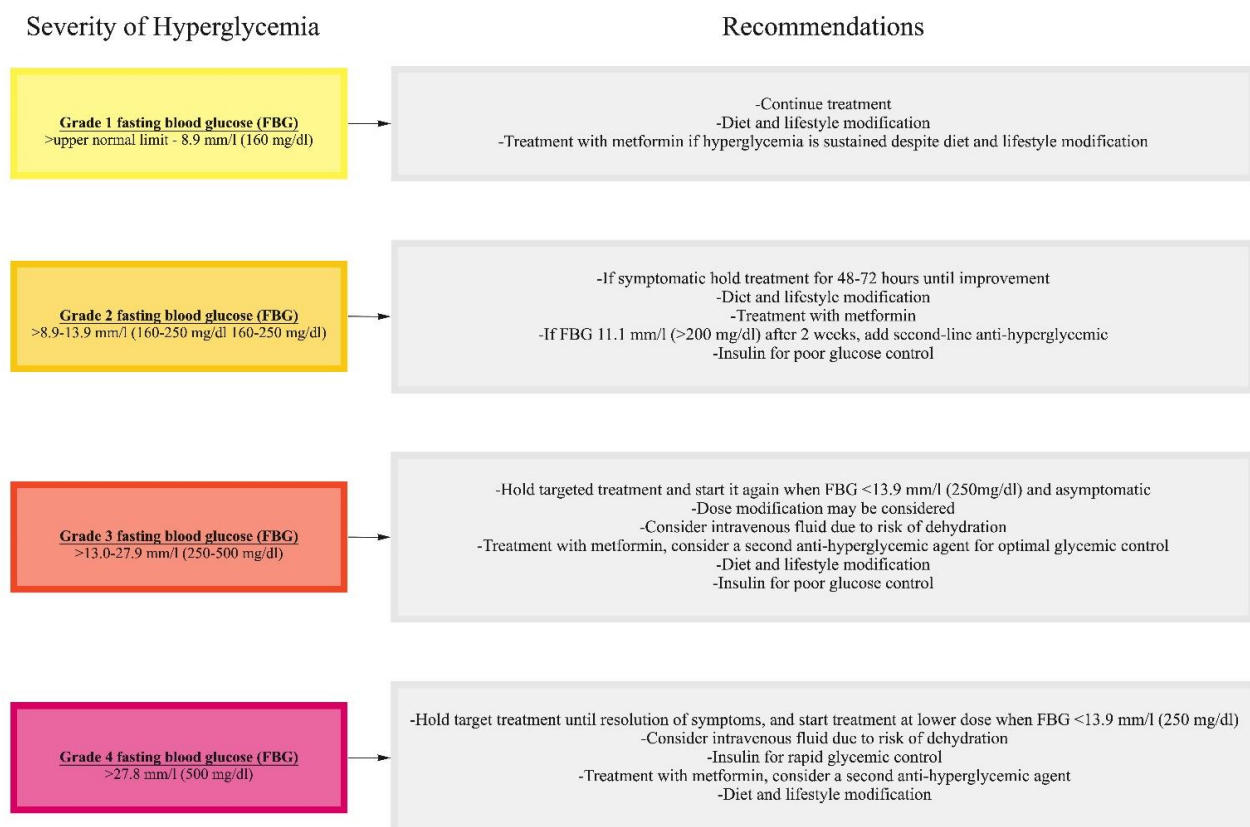 Severity of Hyperglycemia
Recommendations
Grade 1 fasting blood glucose (FBG)
>upper normal limit - 8.9 mm/l (160 mg/dl)
-Continue treatment
-Diet and lifestyle modification
-Treatment with metformin if hyperglycemia is sustained despite diet and lifestyle modification
Grade 2 fasting blood glucose (FBG)
>8.9-13.9 mm/l (160-250 mg/dl 160-250 mg/dl)
-If symptomatic hold treatment for 48-72 hours until improvement
-Diet and lifestyle modification
-Treatment with metformin
-If FBG 11.1 mm/l (>200 mg/dl) after 2 weeks, add second-line anti-hyperglycemic
-Insulin for poor glucose control
Grade 3 fasting blood glucose (FBG)
>13.0-27.9 mm/l (250-500 mg/dl)
-Hold targeted treatment and start it again when FBG <13.9 mm/l (250mg/dl) and asymptomatic
-Dose modification may be considered
-Consider intravenous fluid due to risk of dehydration
-Treatment with metformin, consider a second anti-hyperglycemic agent for optimal glycemic control
-Diet and lifestyle modification
-Insulin for poor glucose control
Grade 4 fasting blood glucose (FBG)
>27.8 mm/l (500 mg/dl)
-Hold target treatment until resolution of symptoms, and start treatment at lower dose when FBG <13.9 mm/l (250 mg/dl)
-Consider intravenous fluid due to risk of dehydration
-Insulin for rapid glycemic control
-Treatment with metformin, consider a second anti-hyperglycemic agent
-Diet and lifestyle modification